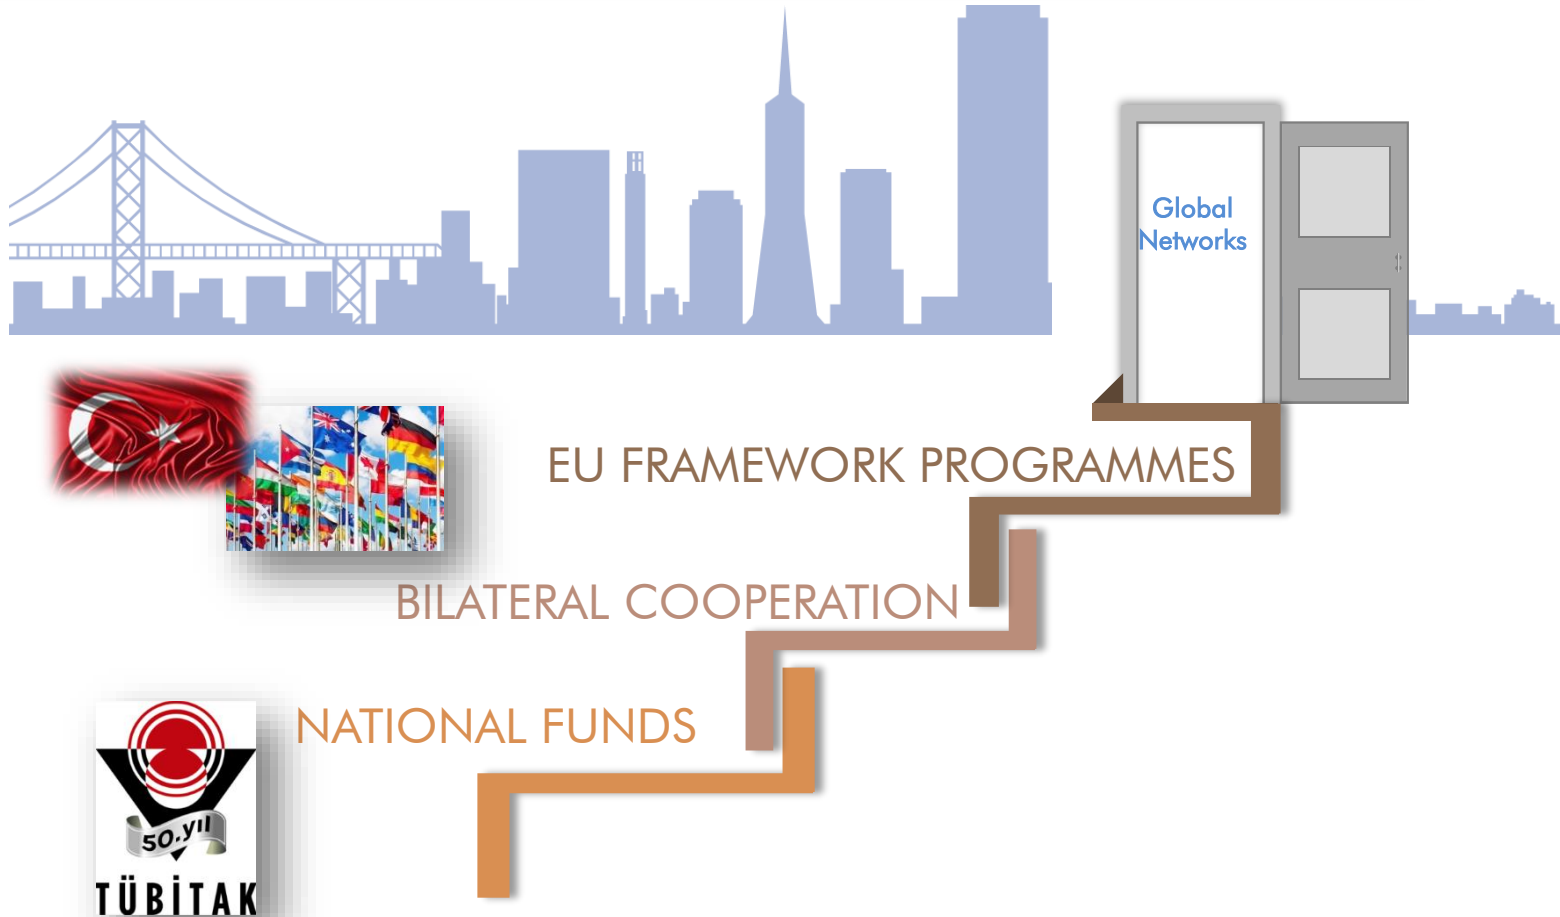 Global
Networks
EU FRAMEWORK PROGRAMMES
BILATERAL COOPERATION
NATIONAL FUNDS
50.yıl
TÜBİTAK